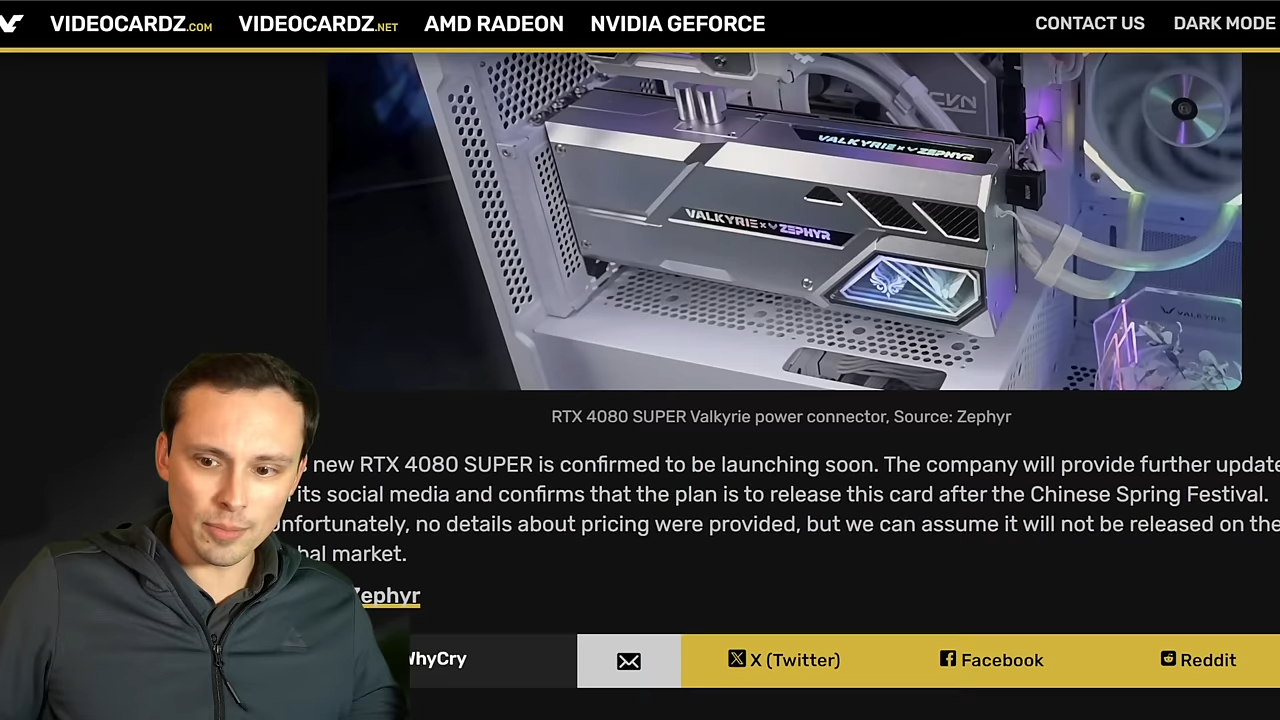 VIDEOCARDZ.COM VIDEOCARDZ.NET AMD RADEON NVIDIA GEFORCE CONTACT US DARK MODE
CVN
VALKYRIE x ZEPHYR
VALKYRIE x ZEPHYR
VALKYRIE
RTX 4080 SUPER Valkyrie power connector, Source: Zephyr
new RTX 4080 SUPER is confirmed to be launching soon. The company will provide further update
its social media and confirms that the plan is to release this card after the Chinese Spring Festival.
nfortunately, no details about pricing were provided, but we can assume it will not be released on the
bal market.
Zephyr
WhyCry X (Twitter) Facebook Reddit